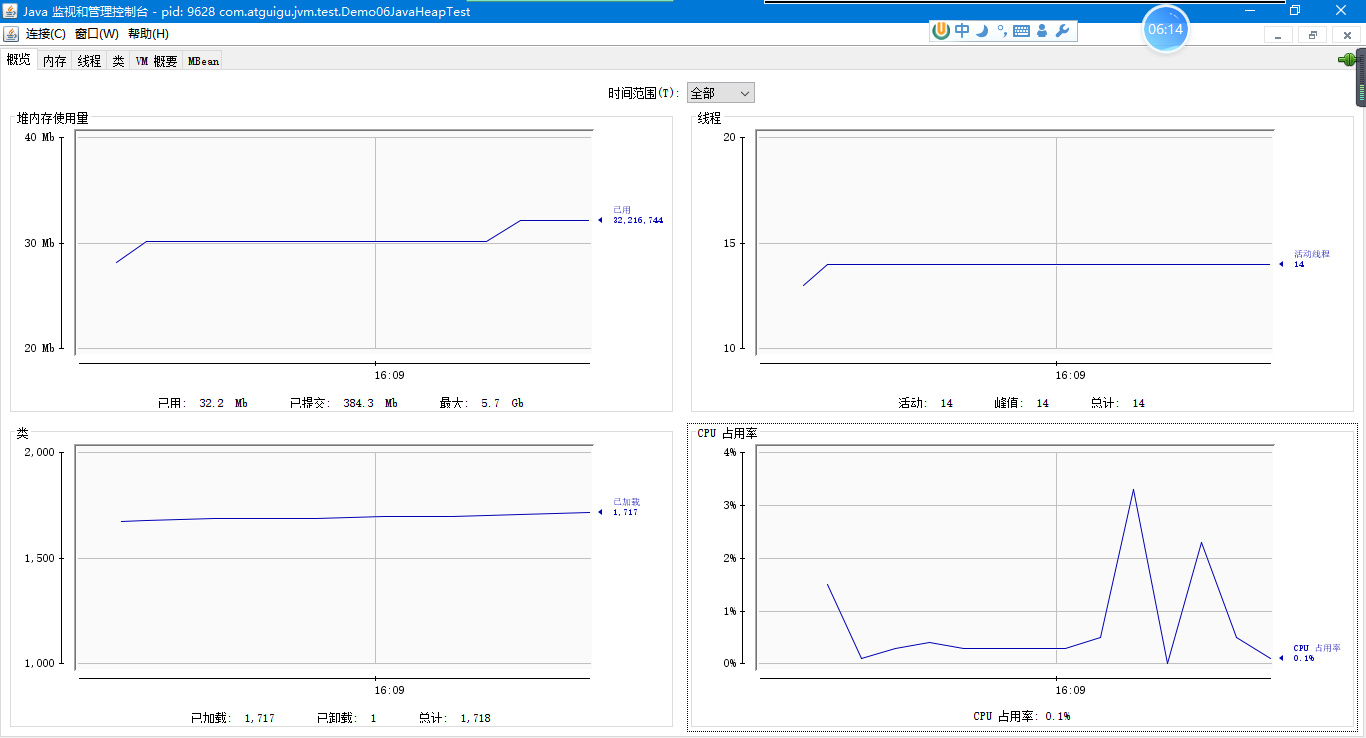 Java 监视和管理控制台 - pid: 9628 com.atguigu.jvm.test.Demo06JavaHeapTest
连接(C) 窗口(W) 帮助(H)
中
06:14
概览 内存 线程 类 VM 概要 MBean
时间范围(T): 全部
堆内存使用量
40 Mb
30 Mb
20 Mb
已用
32,216,744
16:09
已用: 32.2 Mb 已提交: 384.3 Mb 最大: 5.7 Gb
线程
20
15
10
活动线程
14
16:09
活动: 14 峰值: 14 总计: 14
类
2,000
1,500
1,000
已加载
1,717
16:09
已加载: 1,717 已卸载: 1 总计: 1,718
CPU 占用率
4%
3%
2%
1%
0%
CPU 占用率
0.1%
16:09
CPU 占用率: 0.1%